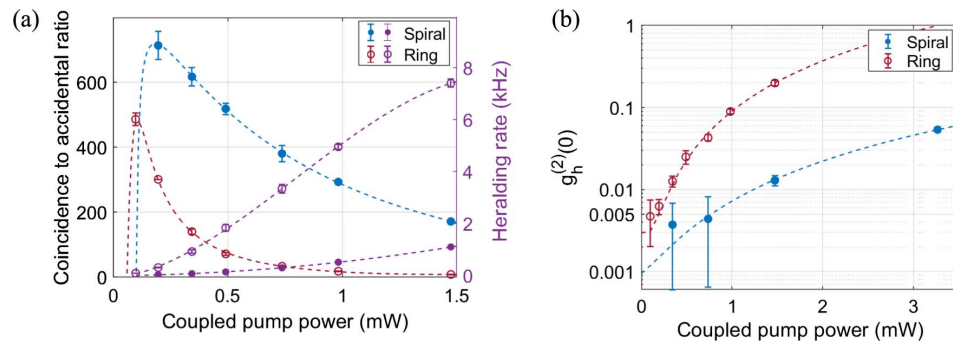 (a)
Coincidence to accidental ratio
600
400
200
0
Spiral
Ring
8
6
4
2
0
Heralding rate (kHz)
0
0.5
1
1.5
Coupled pump power (mW)
(b)
g_h^(2)(0)
1
0.1
0.01
0.005
0.001
Spiral
Ring
0
1
2
3
Coupled pump power (mW)